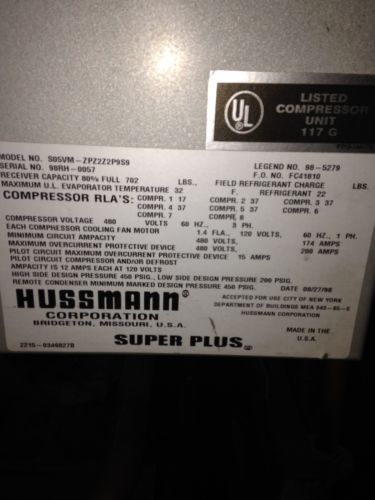 UL
LISTED
COMPRESSOR
UNIT
117 G
MODEL NO. S05VM-ZPZ2Z2P9S9 LEGEND NO. 98-5279
SERIAL NO. 98RH-0057 F.O. NO. FC41810
RECEIVER CAPACITY 80% FULL 702 LBS. FIELD REFRIGERANT CHARGE LBS.
MAXIMUM U.L. EVAPORATOR TEMPERATURE 32 F. REFRIGERANT 22
COMPRESSOR RLA'S: COMPR. 1 17 COMPR. 2 37 COMPR. 3 37
COMPR. 4 37 COMPR. 5 37 COMPR. 6
COMPR. 7 COMPR. 8
COMPRESSOR VOLTAGE 480 VOLTS 60 HZ., 3 PH.
EACH COMPRESSOR COOLING FAN MOTOR 1.4 FLA., 120 VOLTS, 60 HZ., 1 PH.
MINIMUM CIRCUIT AMPACITY 480 VOLTS, 174 AMPS
MAXIMUM OVERCURRENT PROTECTIVE DEVICE 480 VOLTS, 200 AMPS
PILOT CIRCUIT MAXIMUM OVERCURRENT PROTECTIVE DEVICE 15 AMPS
PILOT CIRCUIT COMPRESSOR AND/OR DEFROST
AMPACITY IS 12 AMPS EACH AT 120 VOLTS
HIGH SIDE DESIGN PRESSURE 450 PSIG., LOW SIDE DESIGN PRESSURE 200 PSIG.
REMOTE CONDENSER MINIMUM MARKED DESIGN PRESSURE 450 PSIG. DATE 08/27/98
HUSSMANN®
CORPORATION
BRIDGETON, MISSOURI, U.S.A.
ACCEPTED FOR USE CITY OF NEW YORK
DEPARTMENT OF BUILDINGS MEA
HUSSMANN CORPORATION
SUPER PLUS
MADE IN THE
U.S.A.
2215-0346827B